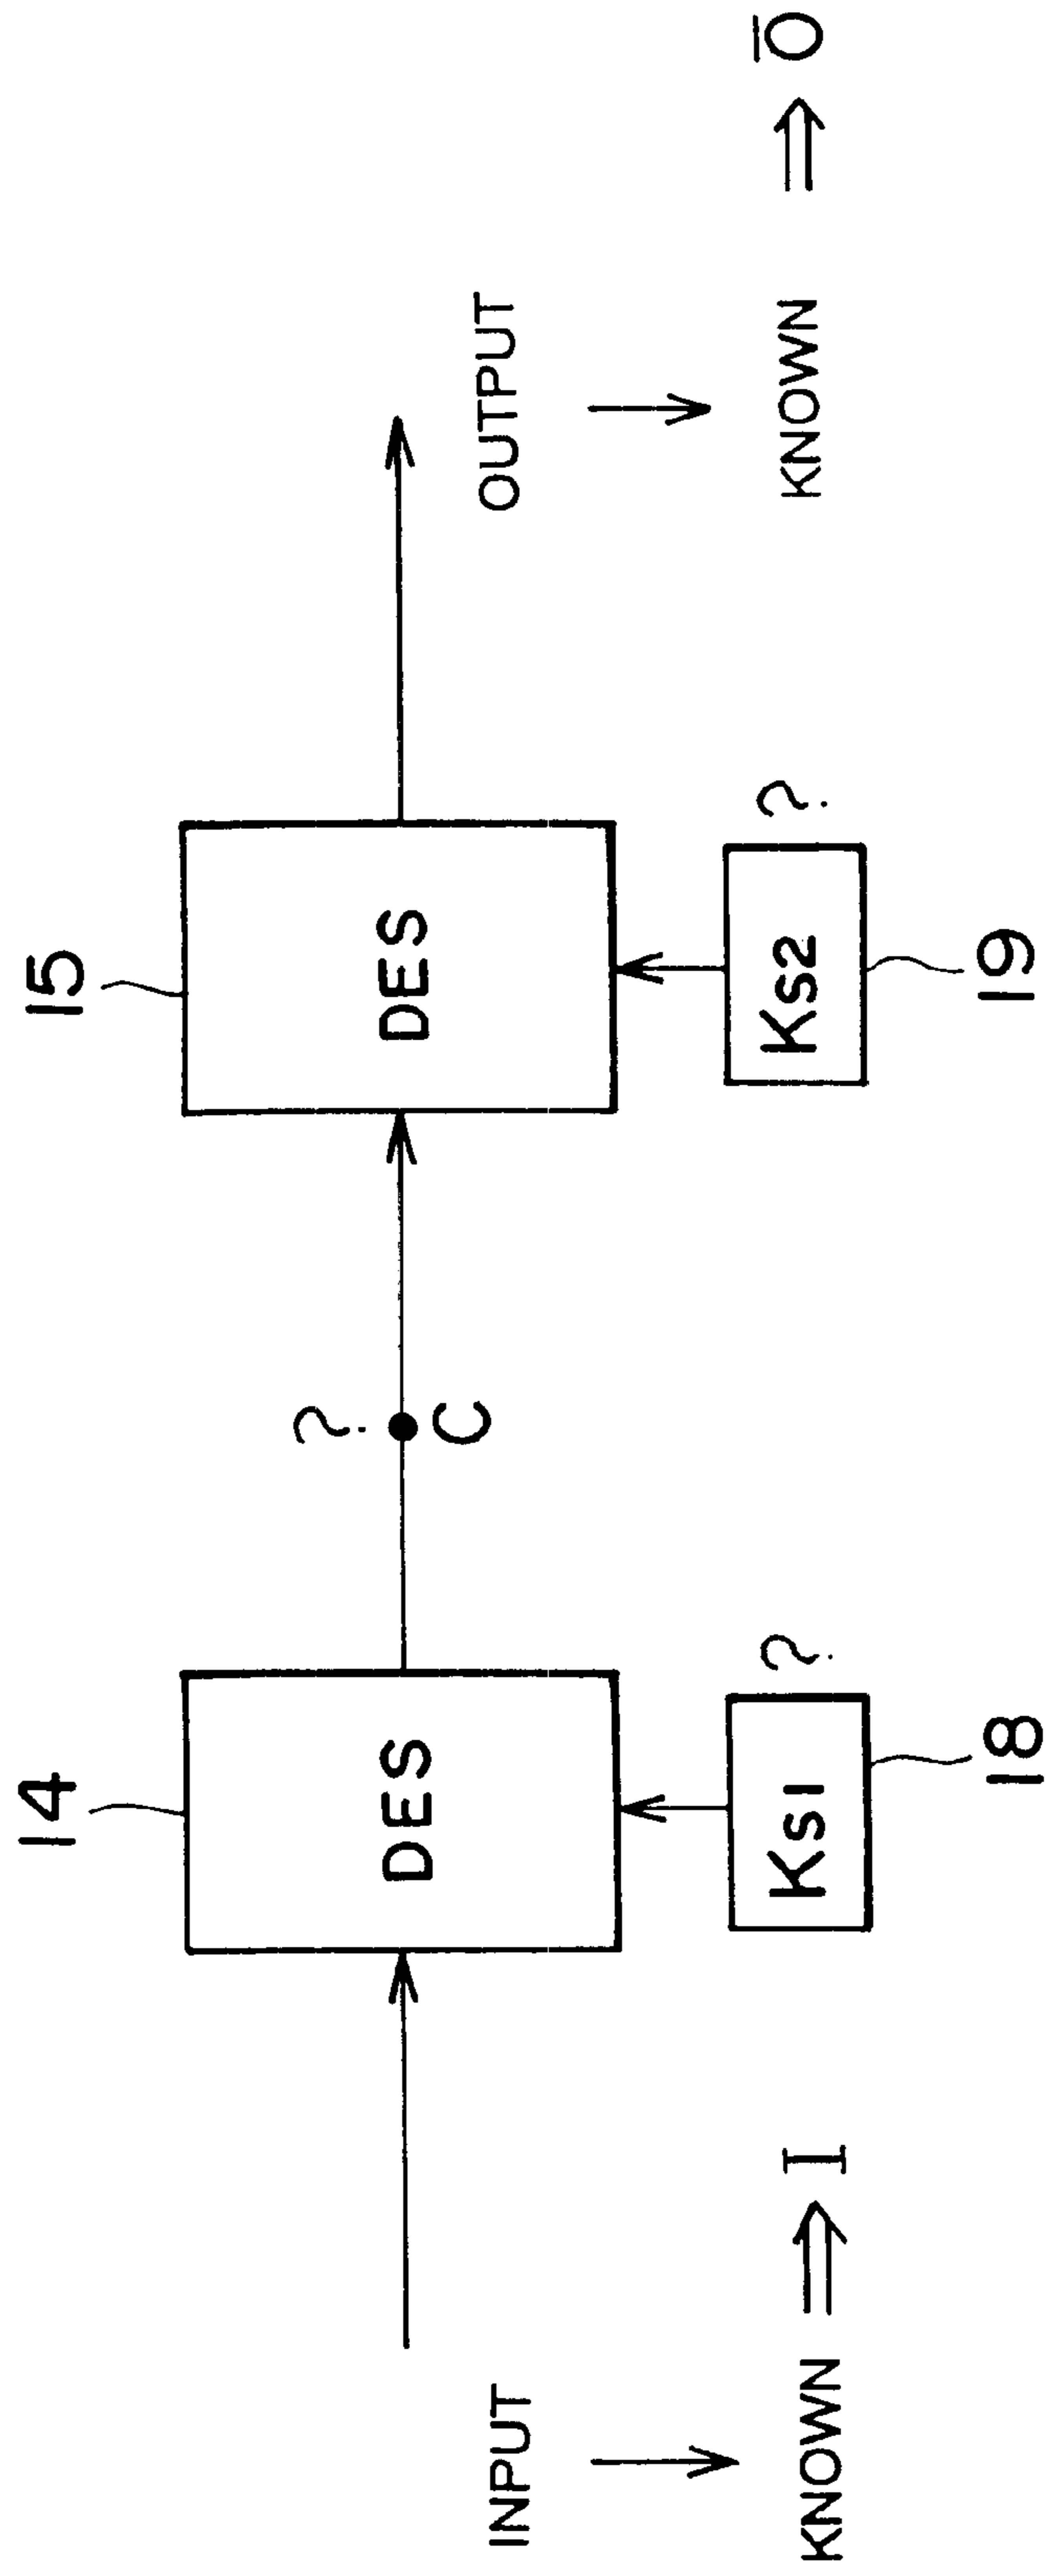 14
15
DES
DES
?
C
INPUT
OUTPUT
Ks1
?
Ks2
?
KNOWN ⇒ I
KNOWN ⇒ O̅
18
19